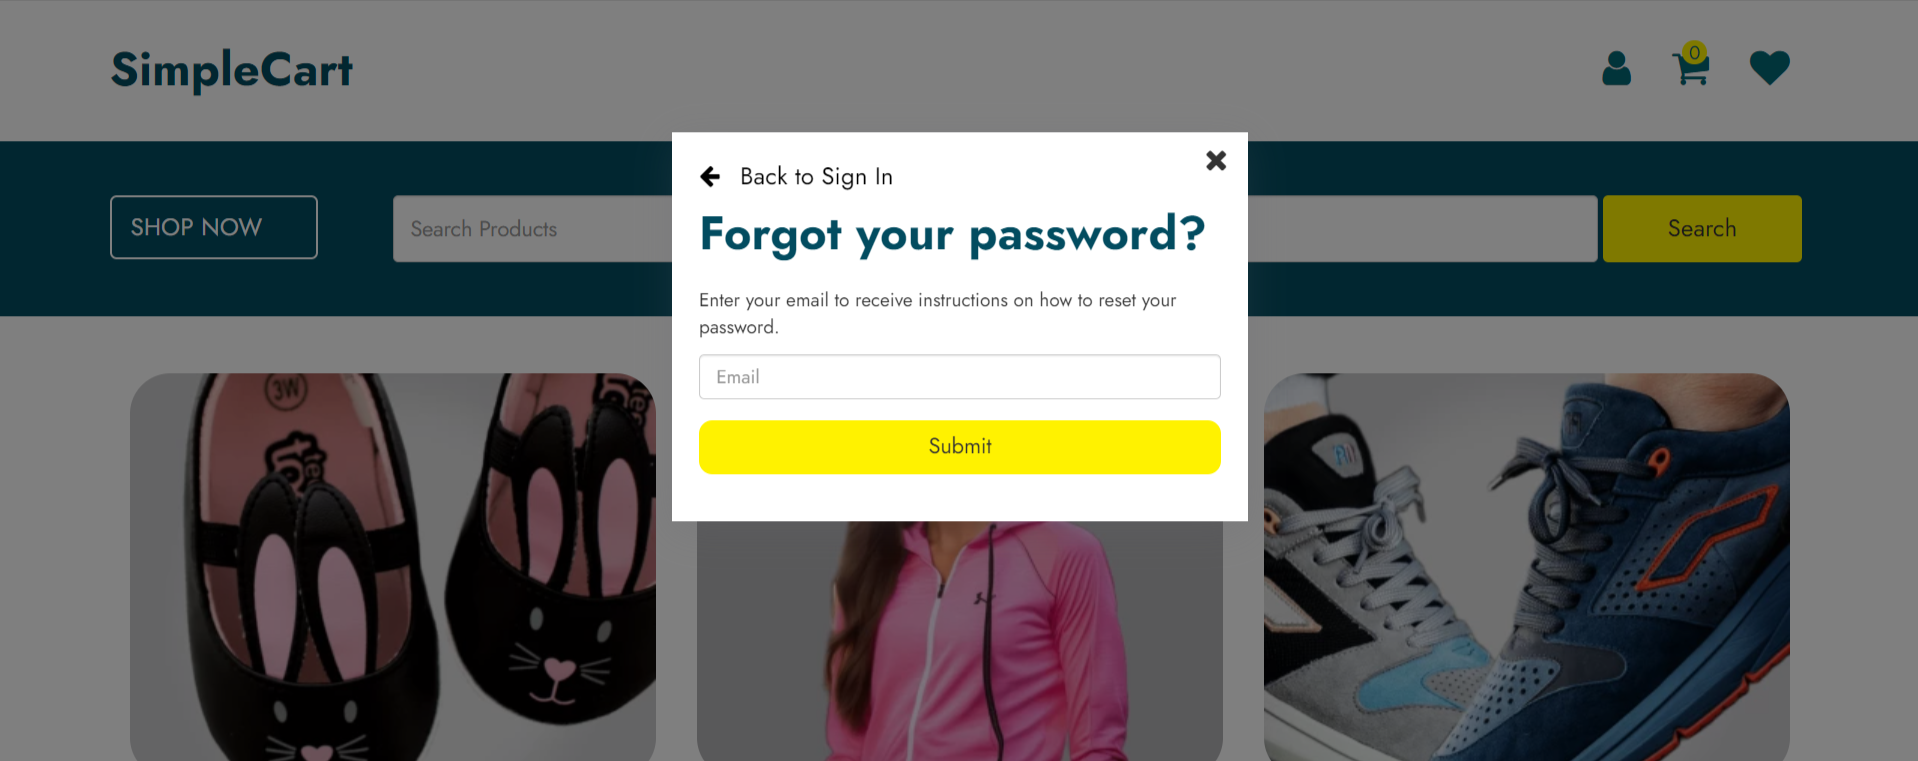 SimpleCart
0
Back to Sign In
Forgot your password?
Enter your email to receive instructions on how to reset your
password.
Email
Submit
SHOP NOW
Search Products
Search
3W